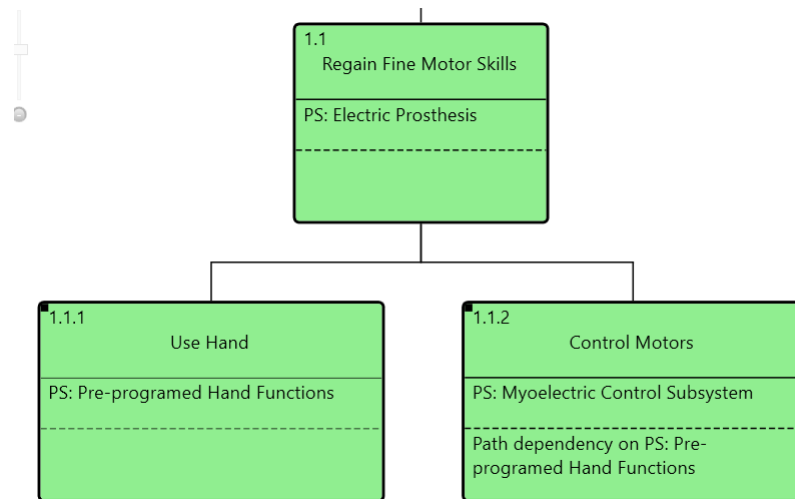 1.1
Regain Fine Motor Skills
PS: Electric Prosthesis
1.1.1
Use Hand
PS: Pre-programed Hand Functions
1.1.2
Control Motors
PS: Myoelectric Control Subsystem
Path dependency on PS: Pre-
programed Hand Functions